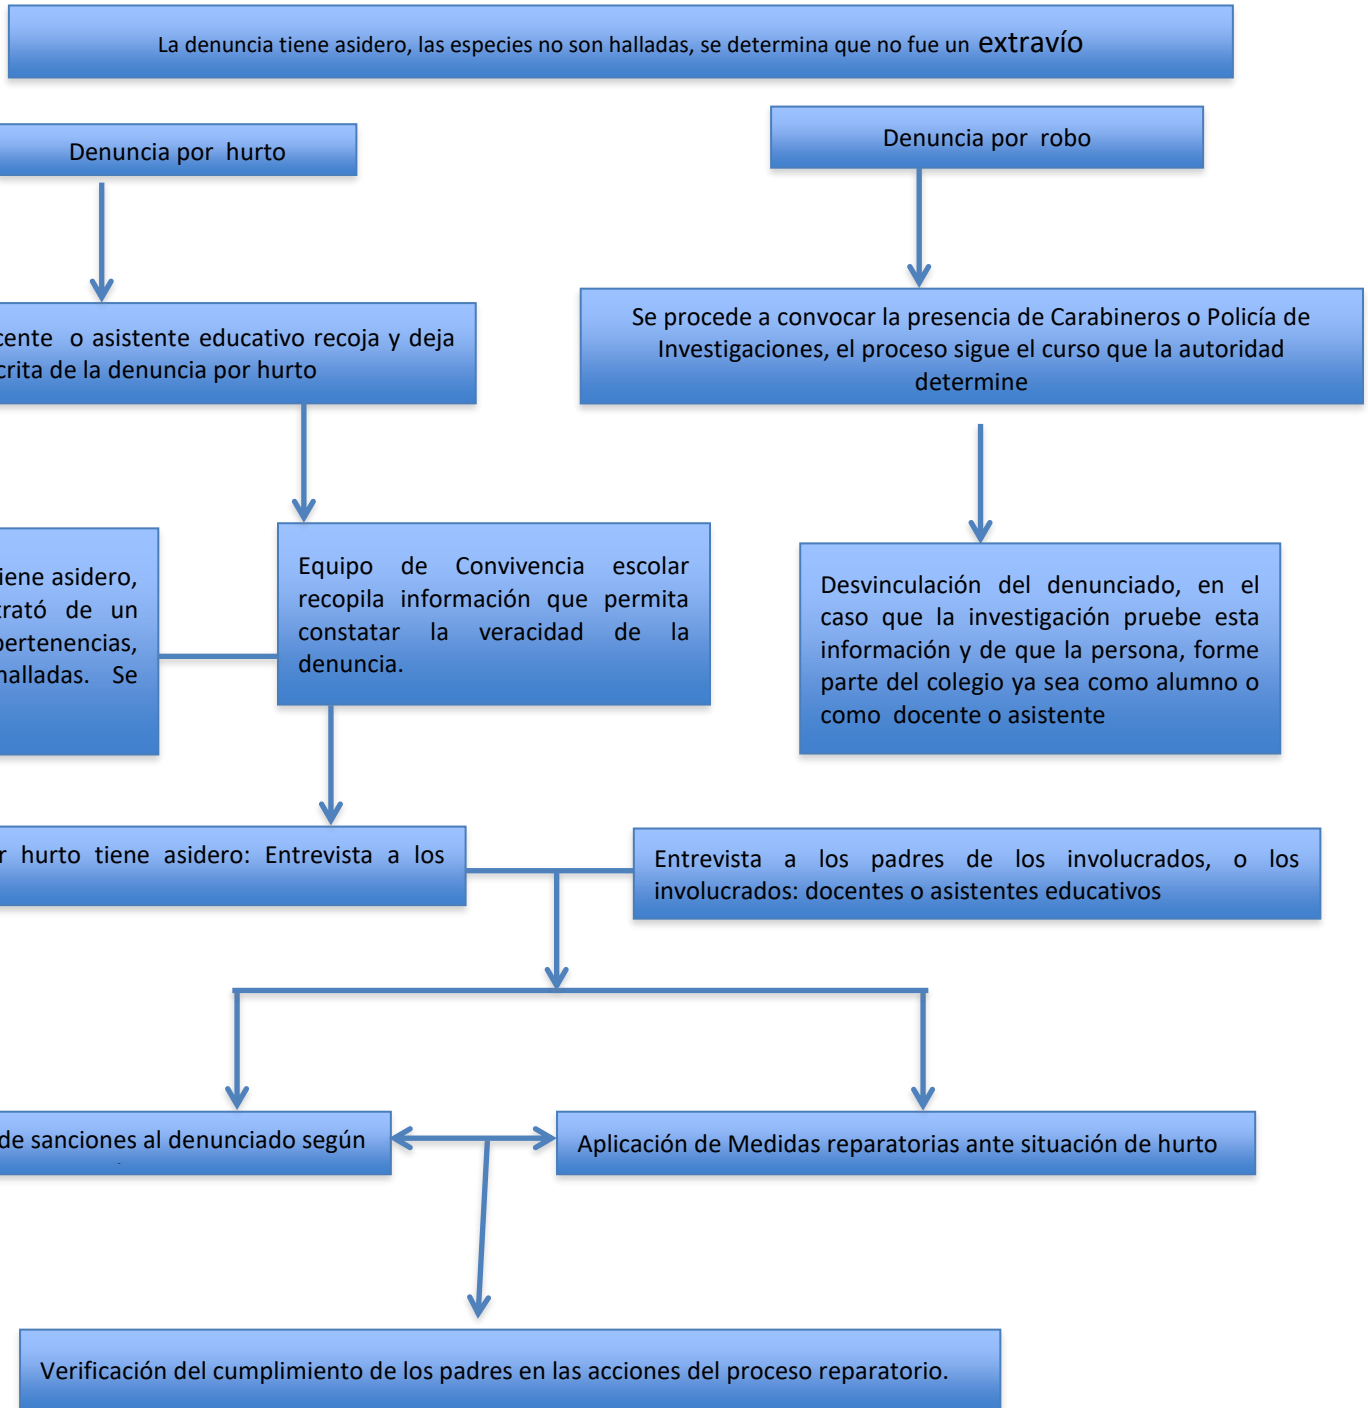 La denuncia tiene asidero, las especies no son halladas, se determina que no fue un extravío
Denuncia por hurto
Denuncia por robo
cente o asistente educativo recoja y deja
crita de la denuncia por hurto
Se procede a convocar la presencia de Carabineros o Policía de
Investigaciones, el proceso sigue el curso que la autoridad
determine
iene asidero,
trató de un
pertenencias,
halladas. Se
Equipo de Convivencia escolar
recopila información que permita
constatar la veracidad de la
denuncia.
Desvinculación del denunciado, en el
caso que la investigación pruebe esta
información y de que la persona, forme
parte del colegio ya sea como alumno o
como docente o asistente
r hurto tiene asidero: Entrevista a los
Entrevista a los padres de los involucrados, o los
involucrados: docentes o asistentes educativos
de sanciones al denunciado según
Aplicación de Medidas reparatorias ante situación de hurto
Verificación del cumplimiento de los padres en las acciones del proceso reparatorio.